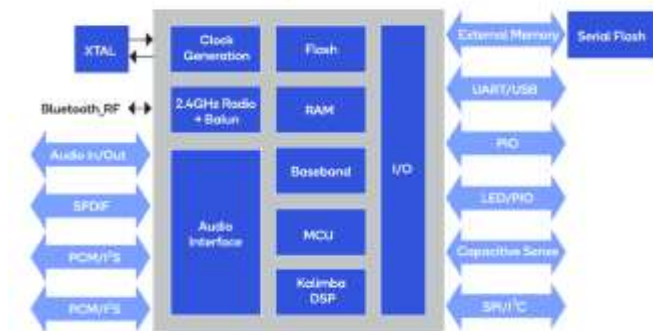 XTAL
Clock
Generation
Flash
External Memory
Serial Flash
Bluetooth_RF
2.4GHz Radio
+ Balun
RAM
UART/USB
Audio In/Out
Baseband
I/O
PIO
SPDIF
Audio
Interface
MCU
LED/PIO
PCM/I²S
Capacitive Sense
PCM/I²S
Kalimba
DSP
SPI/I²C